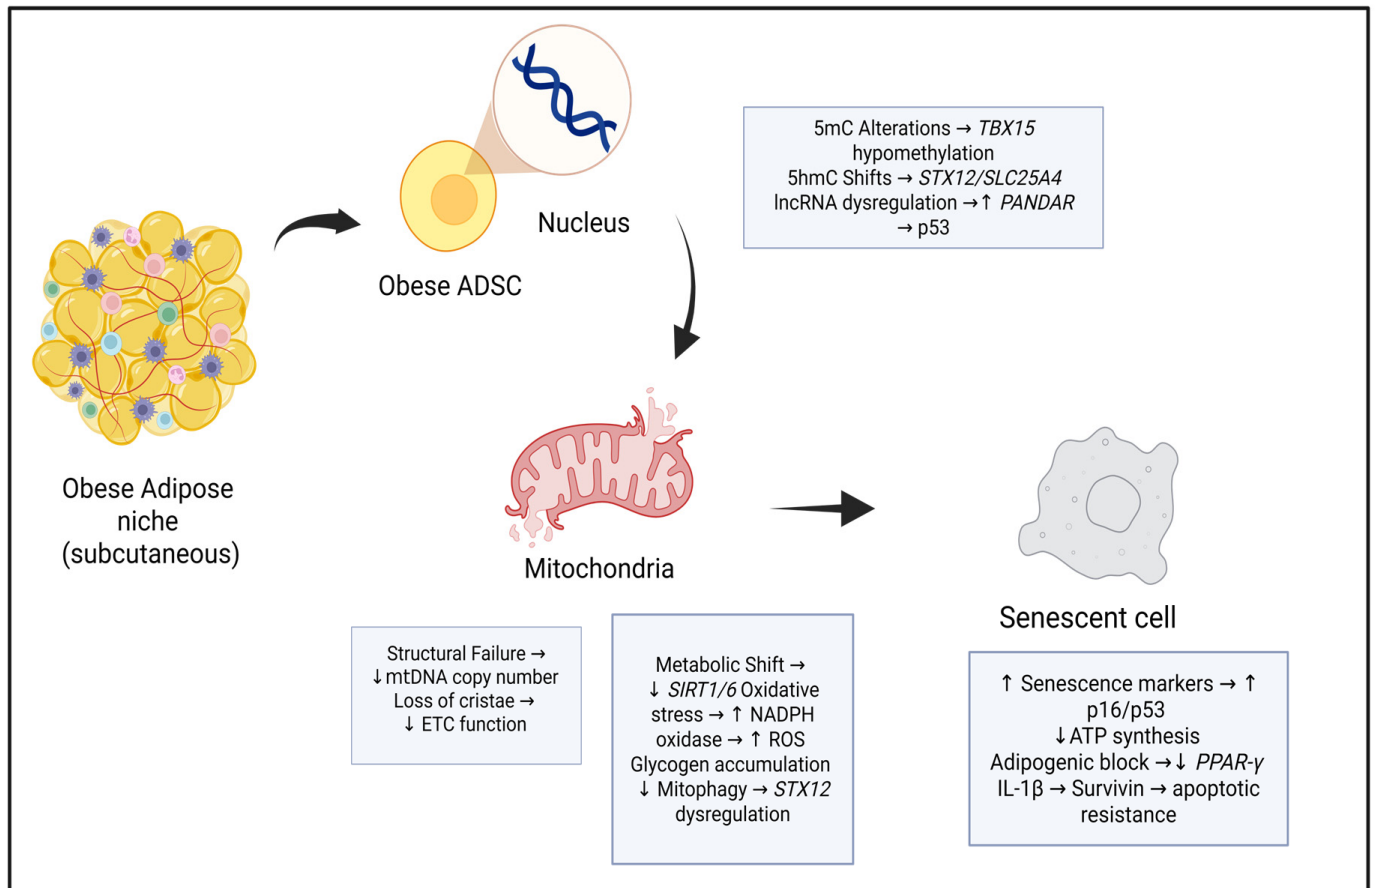 Nucleus
Obese ADSC
5mC Alterations → TBX15
hypomethylation
5hmC Shifts → STX12/SLC25A4
lncRNA dysregulation →↑ PANDAR
→ p53
Obese Adipose
niche
(subcutaneous)
Mitochondria
Structural Failure →
↓mtDNA copy number
Loss of cristae →
↓ ETC function
Metabolic Shift →
↓ SIRT1/6 Oxidative
stress → ↑ NADPH
oxidase → ↑ ROS
Glycogen accumulation
↓ Mitophagy → STX12
dysregulation
Senescent cell
↑ Senescence markers → ↑
p16/p53
↓ATP synthesis
Adipogenic block →↓ PPAR-γ
IL-1β → Survivin → apoptotic
resistance